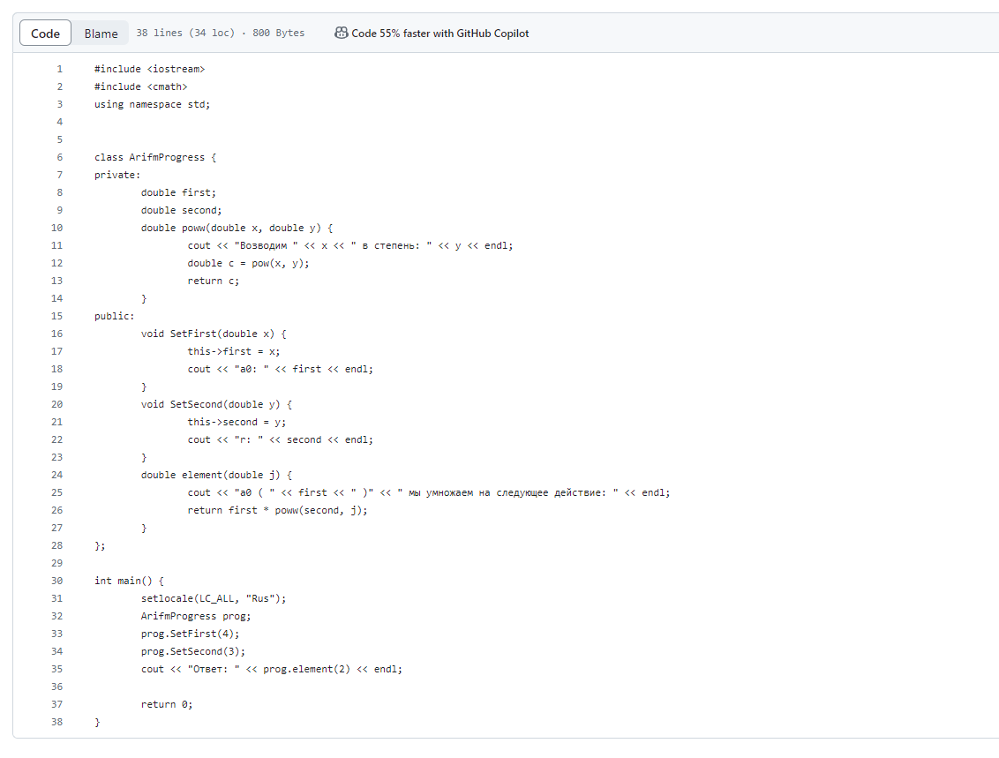 Code Blame 38 lines (34 loc) · 800 Bytes Code 55% faster with GitHub Copilot
1 #include <iostream>
2 #include <cmath>
3 using namespace std;
4
5
6 class ArifmProgress {
7 private:
8 double first;
9 double second;
10 double poww(double x, double y) {
11 cout << "Возводим " << x << " в степень: " << y << endl;
12 double c = pow(x, y);
13 return c;
14 }
15 public:
16 void SetFirst(double x) {
17 this->first = x;
18 cout << "a0: " << first << endl;
19 }
20 void SetSecond(double y) {
21 this->second = y;
22 cout << "r: " << second << endl;
23 }
24 double element(double j) {
25 cout << "a0 ( " << first << " )" << " мы умножаем на следующее действие: " << endl;
26 return first * poww(second, j);
27 }
28 };
29
30 int main() {
31 setlocale(LC_ALL, "Rus");
32 ArifmProgress prog;
33 prog.SetFirst(4);
34 prog.SetSecond(3);
35 cout << "Ответ: " << prog.element(2) << endl;
36
37 return 0;
38 }